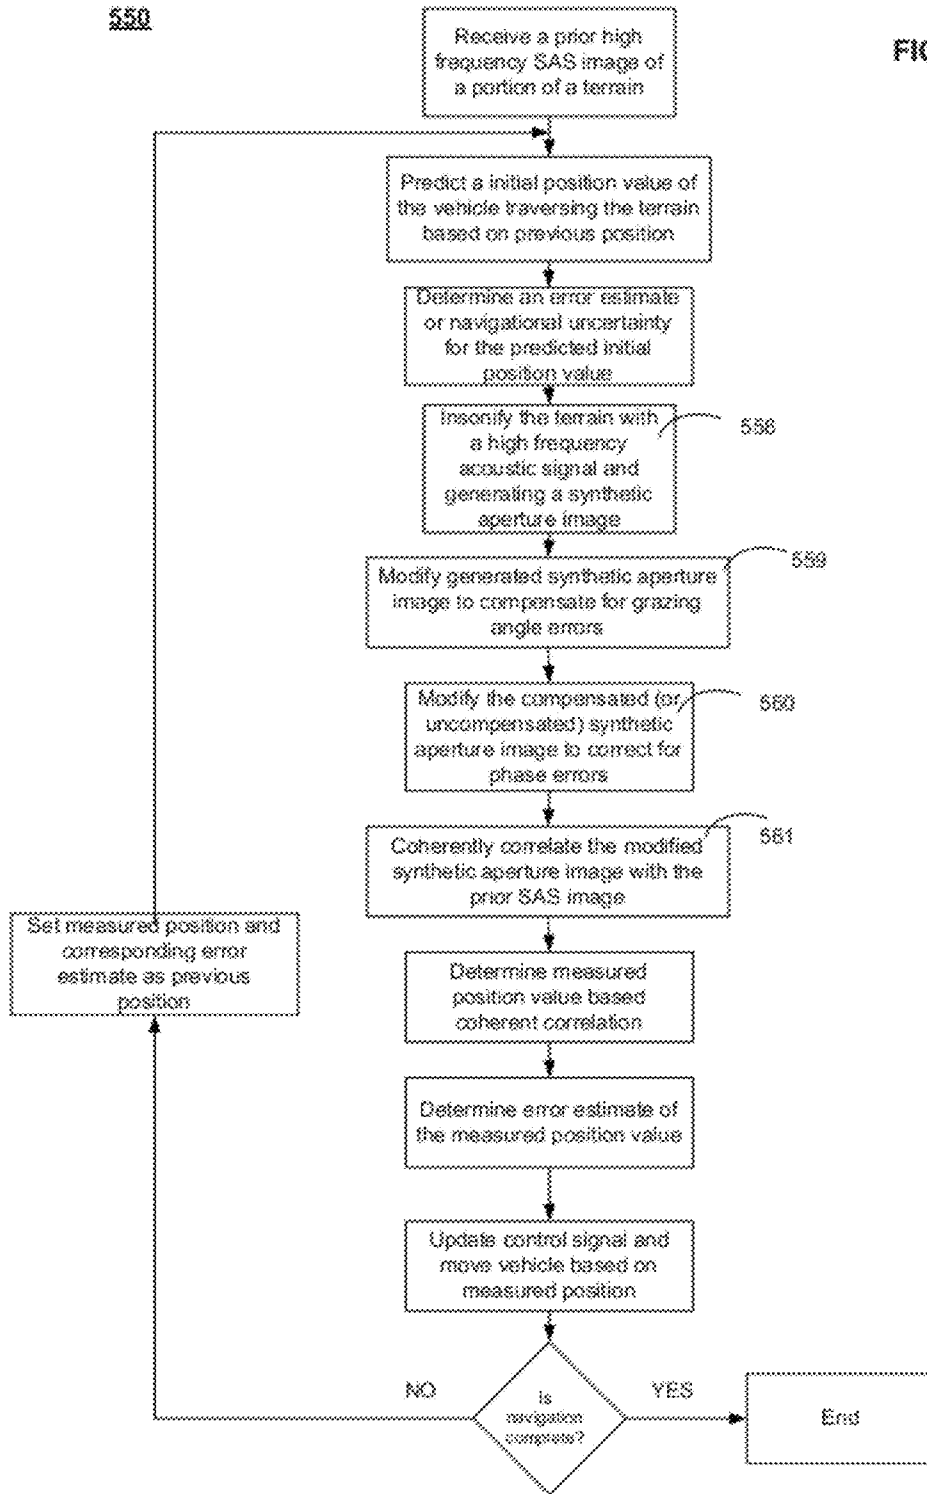 550
FIG
Receive a prior high
frequency SAS image of
a portion of a terrain
Predict a initial position value of
the vehicle traversing the terrain
based on previous position
Determine an error estimate
or navigational uncertainty
for the predicted initial
position value
Insonify the terrain with
a high frequency
acoustic signal and
generating a synthetic
aperture image
556
Modify generated synthetic aperture
image to compensate for grazing
angle errors
559
Modify the compensated (or
uncompensated) synthetic
aperture image to correct for
phase errors
560
Coherently correlate the modified
synthetic aperture image with the
prior SAS image
561
Set measured position and
corresponding error
estimate as previous
position
Determine measured
position value based
coherent correlation
Determine error estimate of
the measured position value
Update control signal and
move vehicle based on
measured position
NO
Is
navigation
complete?
YES
End